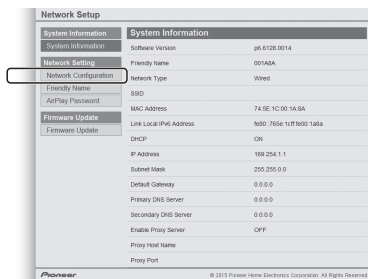 Network Setup
System Information
System Information
Network Setting
Network Configuration
Friendly Name
AirPlay Password
Firmware Update
Firmware Update
System Information
Software Version p6.6126.0014
Friendly Name 001A8A
Network Type Wired
SSID
MAC Address 74:5E:1C:00:1A:8A
Link Local IPv6 Address fe80::765e:1cff:fe00:1a8a
DHCP ON
IP Address 169.254.1.1
Subnet Mask 255.255.0.0
Default Gateway 0.0.0.0
Primary DNS Server 0.0.0.0
Secondary DNS Server 0.0.0.0
Enable Proxy Server OFF
Proxy Host Name
Proxy Port
Pioneer © 2015 Pioneer Home Electronics Corporation. All Rights Reserved